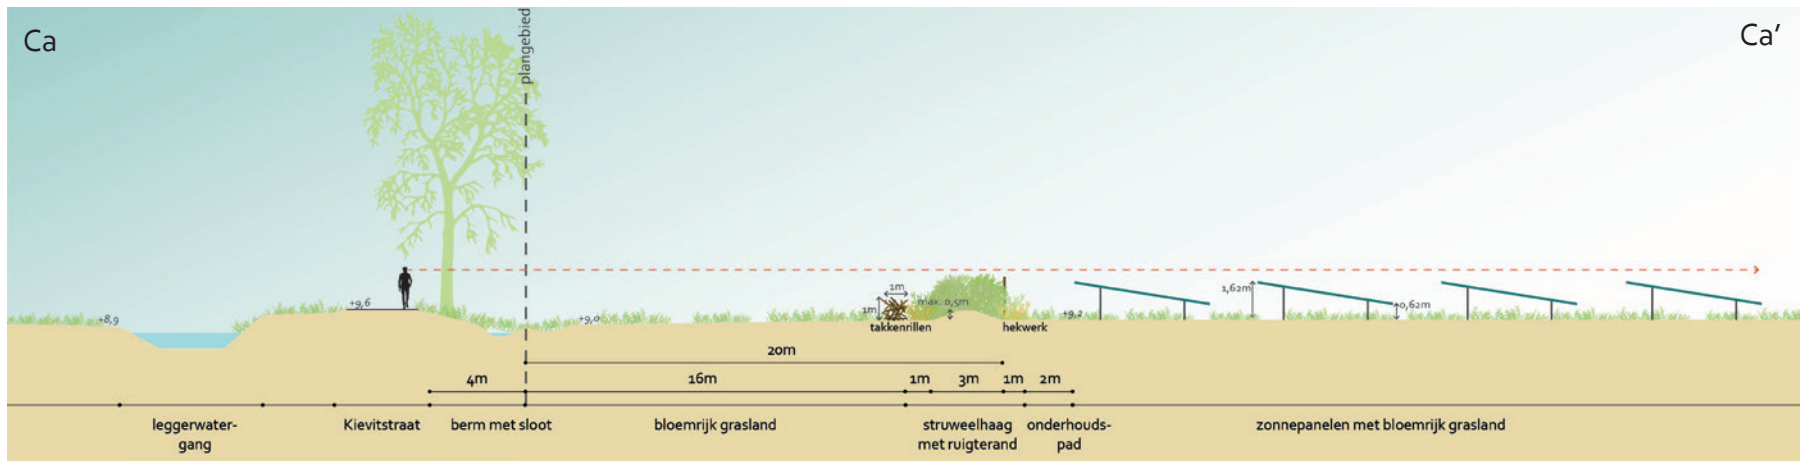 Ca
Ca’
plangebied
+8,9
+9,6
+9,0
1m
1m
max. 0,5m
takkenrillen
hekwerk
+9,2
1,62m
0,62m
20m
4m
16m
1m
3m
1m
2m
leggerwater-
gang
Kievitstraat
berm met sloot
bloemrijk grasland
struweelhaag
met ruigterand
onderhouds-
pad
zonnepanelen met bloemrijk grasland